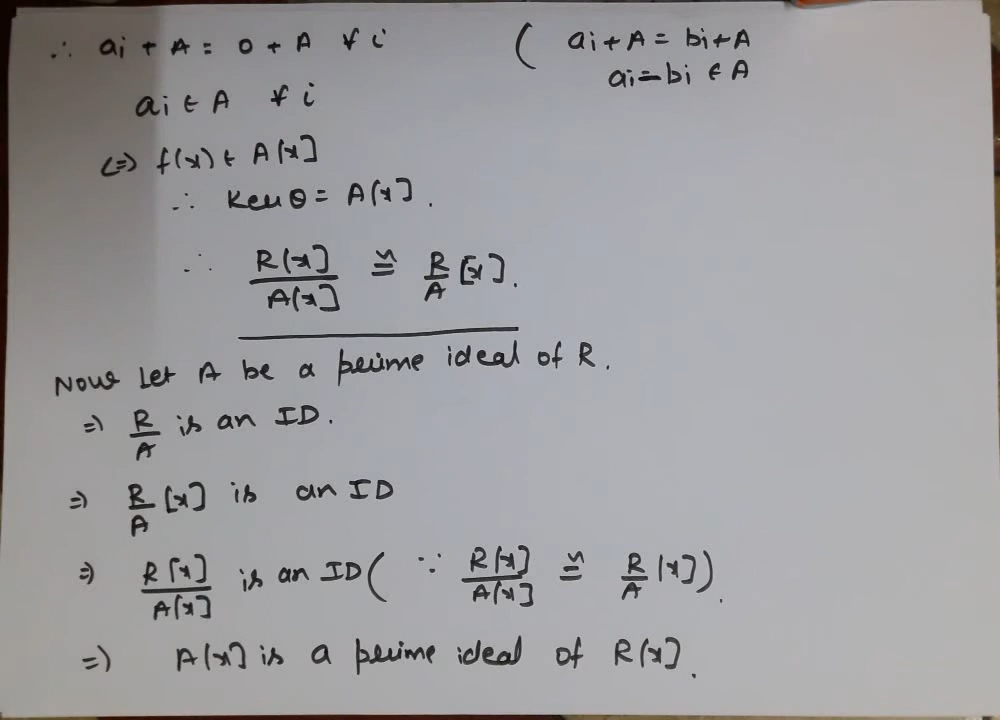 ∴ ai + A = 0 + A ∀ i ( ai + A = bi + A
ai - bi ∈ A
ai ∈ A ∀ i
⇔ f(x) ∈ A[x]
∴ Ker θ = A[x].
∴ R[x]/A[x] ≅ R/A [x].
Now Let A be a prime ideal of R.
⇒ R/A is an ID.
⇒ R/A [x] is an ID
⇒ R[x]/A[x] is an ID ( ∵ R[x]/A[x] ≅ R/A [x]).
⇒ A[x] is a prime ideal of R[x].